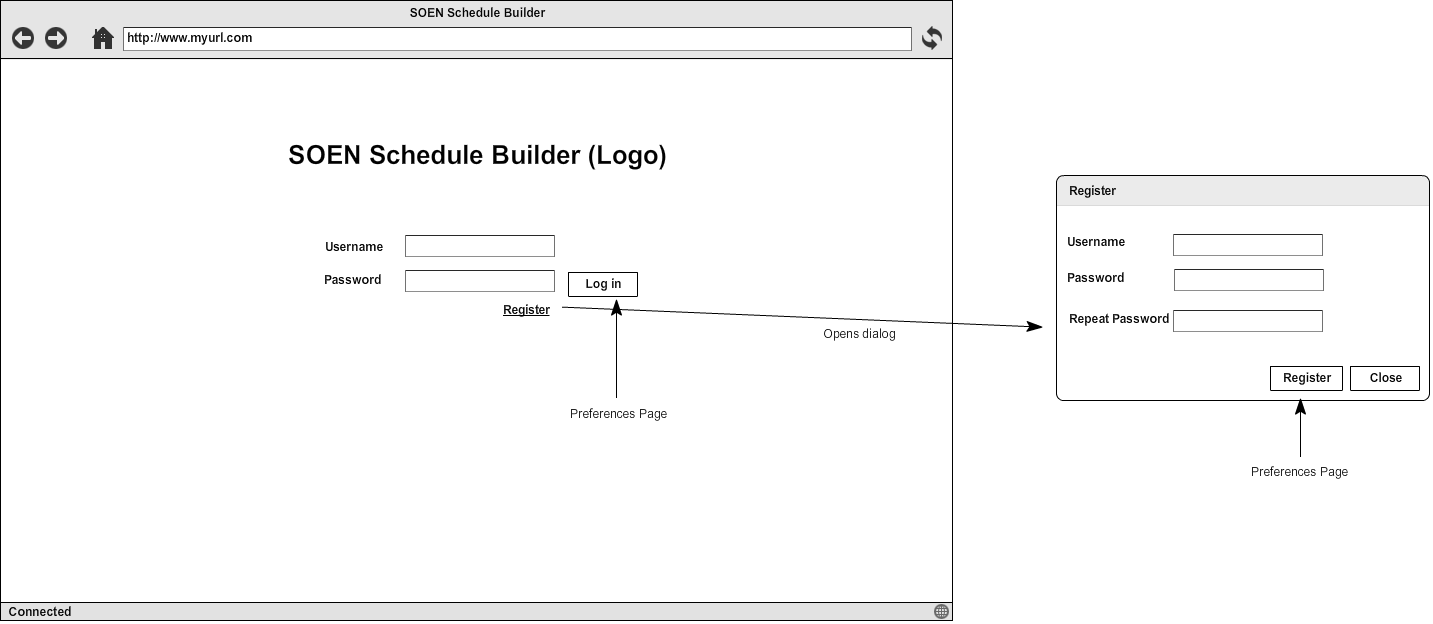 SOEN Schedule Builder
http://www.myurl.com
SOEN Schedule Builder (Logo)
Username
Password
Log in
Register
Opens dialog
Preferences Page
Connected
Register
Username
Password
Repeat Password
Register
Close
Preferences Page